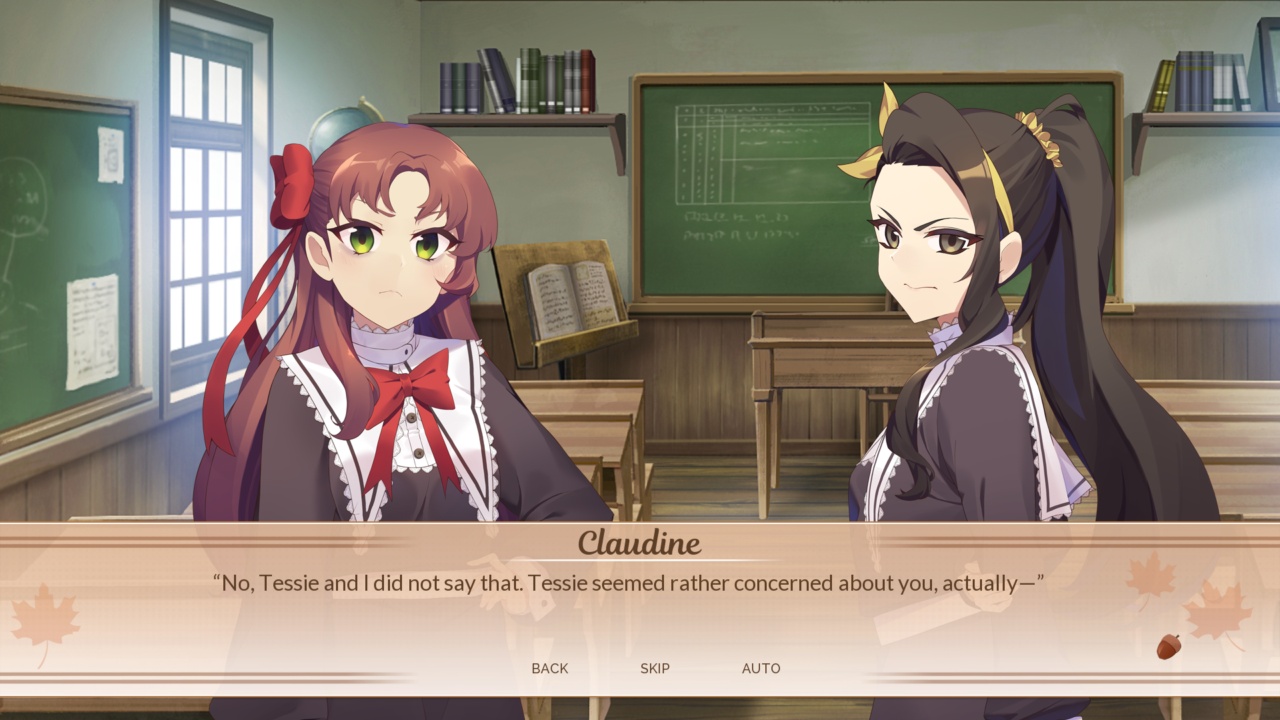 Claudine
“No, Tessie and I did not say that. Tessie seemed rather concerned about you, actually—”
BACK SKIP AUTO